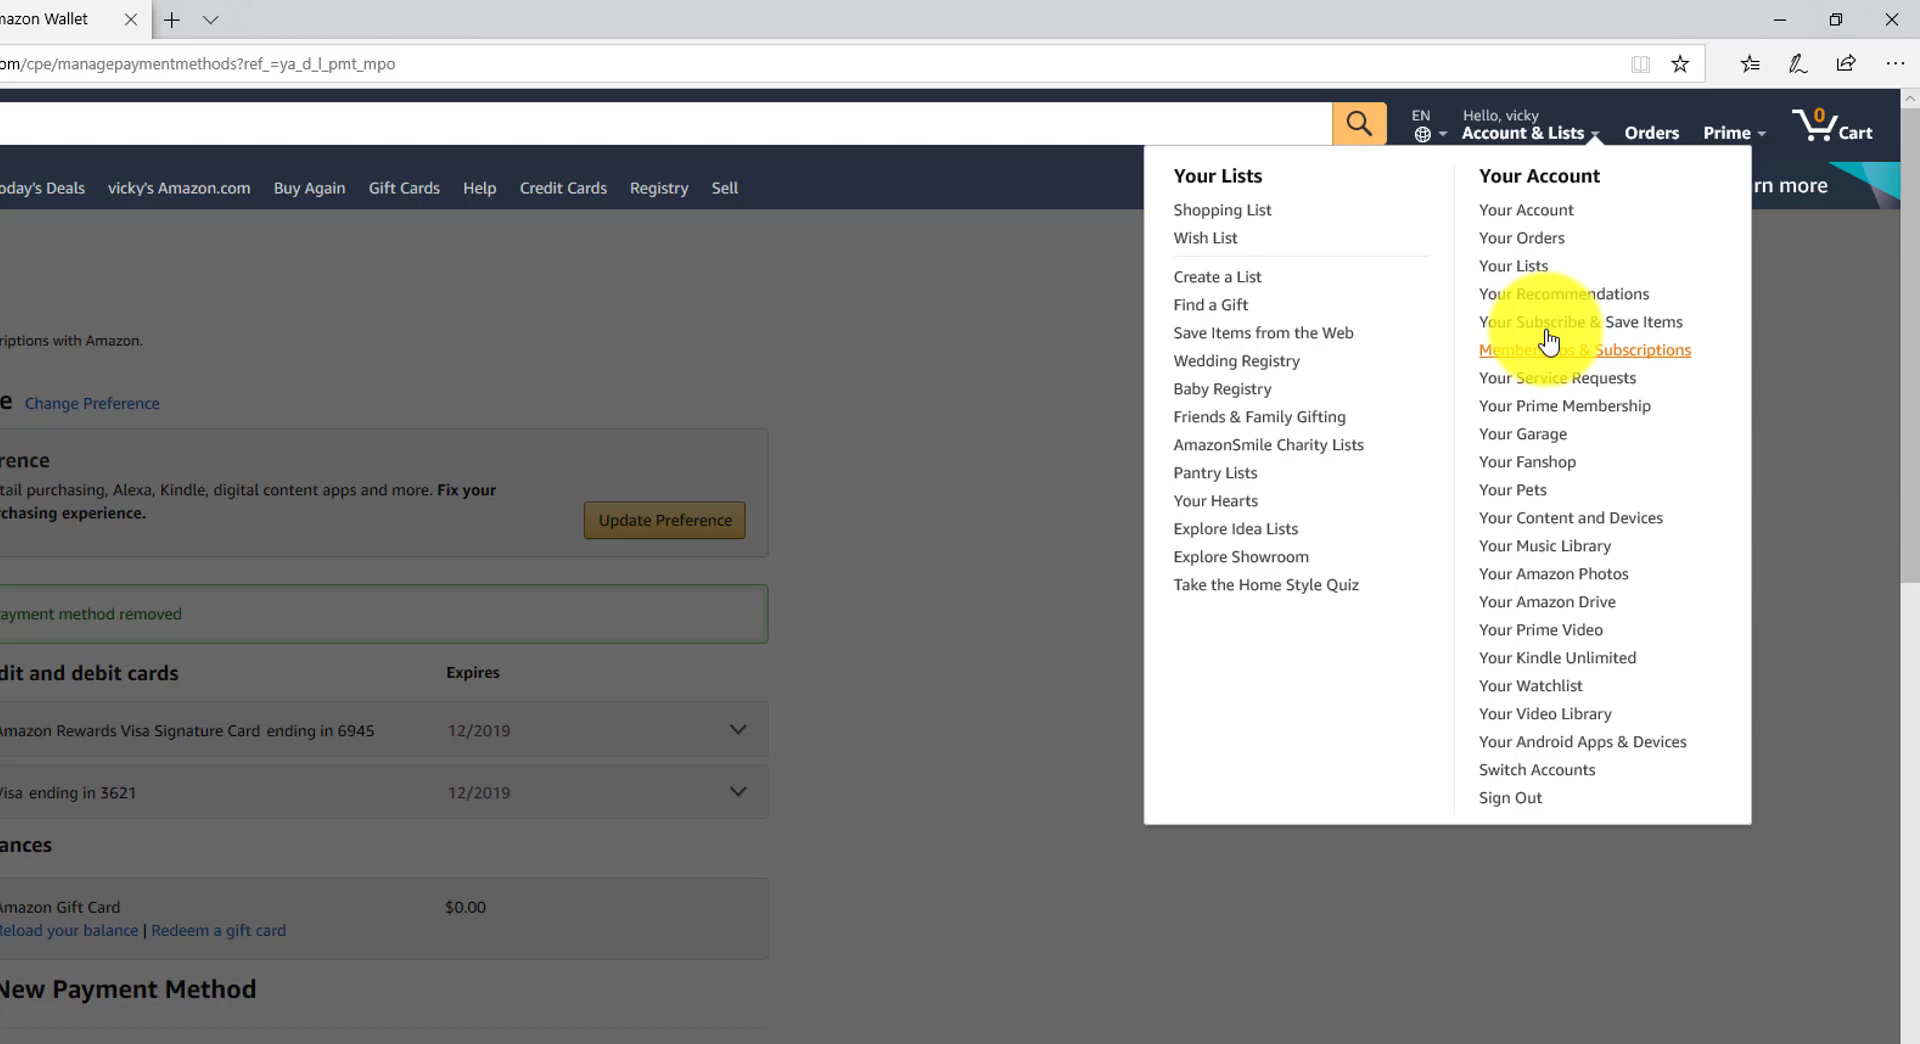 mazon Wallet
om/cpe/managepaymentmethods?ref_=ya_d_l_pmt_mpo
EN
Hello, vicky
Account & Lists
Orders
Prime
0
Cart
oday's Deals
vicky's Amazon.com
Buy Again
Gift Cards
Help
Credit Cards
Registry
Sell
rn more
Your Lists
Shopping List
Wish List
Create a List
Find a Gift
Save Items from the Web
Wedding Registry
Baby Registry
Friends & Family Gifting
AmazonSmile Charity Lists
Pantry Lists
Your Hearts
Explore Idea Lists
Explore Showroom
Take the Home Style Quiz
Your Account
Your Account
Your Orders
Your Lists
Your Recommendations
Your Subscribe & Save Items
Memberships & Subscriptions
Your Service Requests
Your Prime Membership
Your Garage
Your Fanshop
Your Pets
Your Content and Devices
Your Music Library
Your Amazon Photos
Your Amazon Drive
Your Prime Video
Your Kindle Unlimited
Your Watchlist
Your Video Library
Your Android Apps & Devices
Switch Accounts
Sign Out
riptions with Amazon.
e Change Preference
rence
tail purchasing, Alexa, Kindle, digital content apps and more. Fix your
chasing experience.
Update Preference
ayment method removed
dit and debit cards
Expires
Amazon Rewards Visa Signature Card ending in 6945
12/2019
Visa ending in 3621
12/2019
ances
Amazon Gift Card
$0.00
Reload your balance | Redeem a gift card
New Payment Method